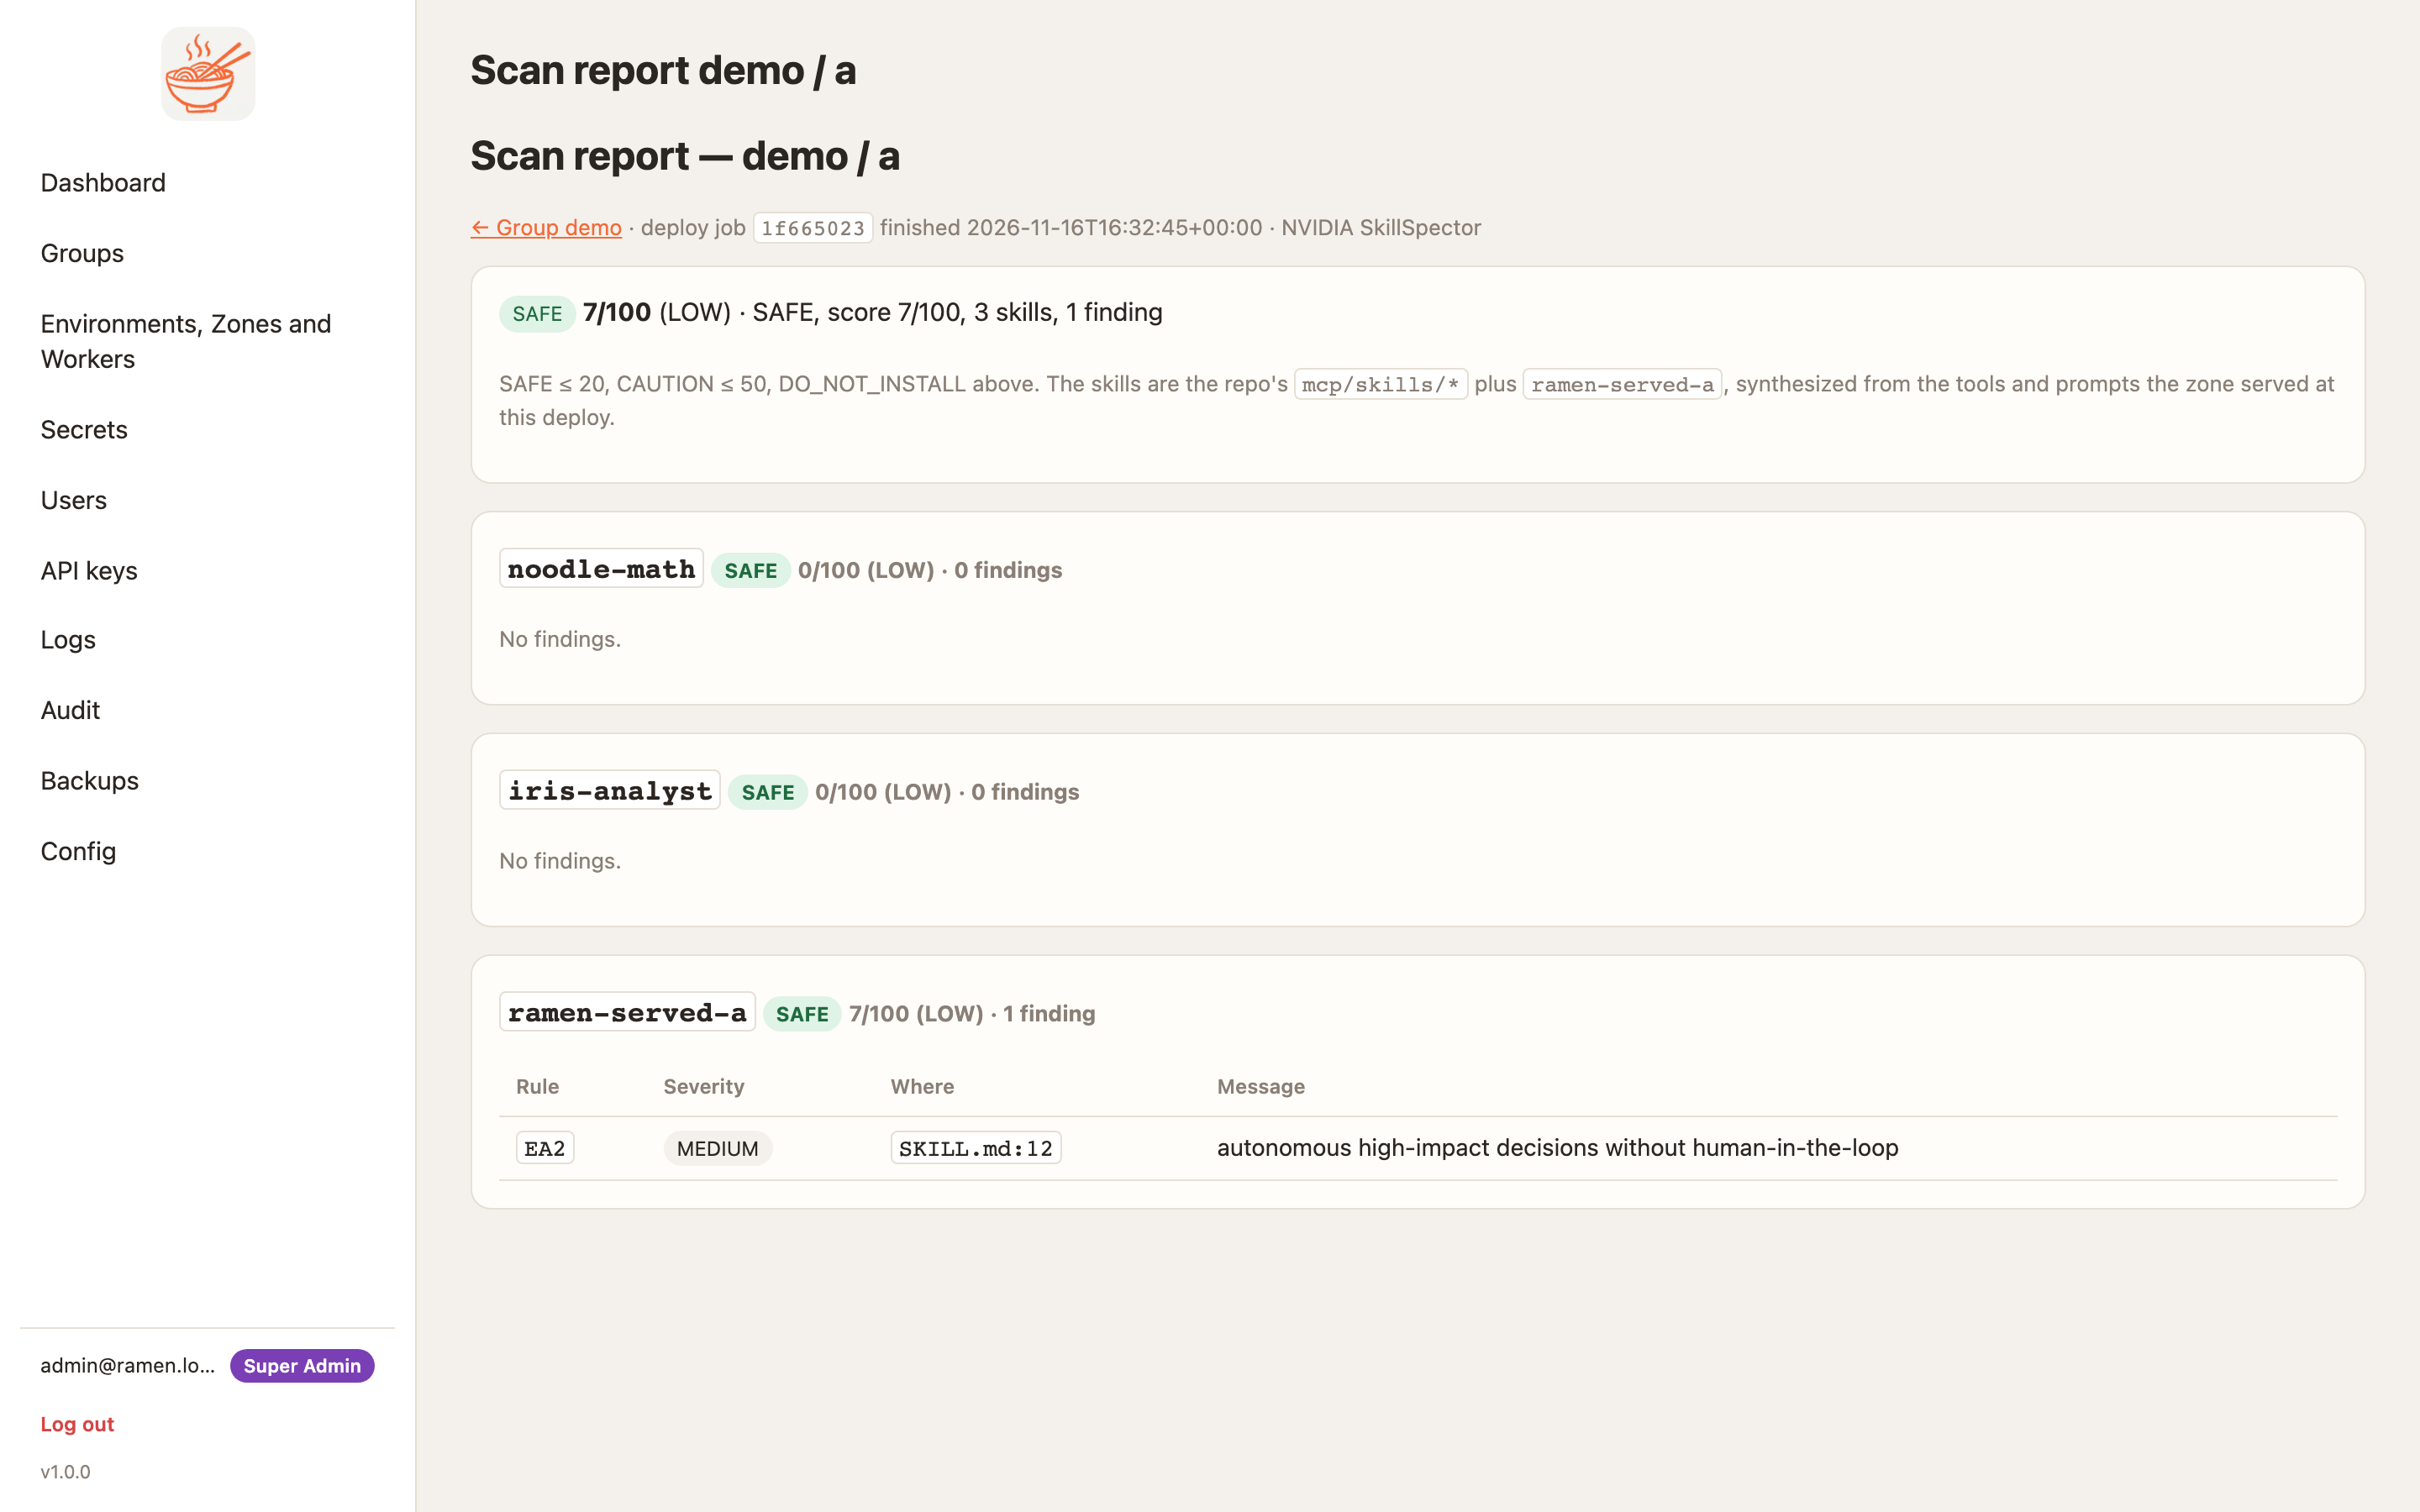 Dashboard
Groups
Environments, Zones and
Workers
Secrets
Users
API keys
Logs
Audit
Backups
Config
admin@ramen.lo...
Super Admin
Log out
v1.0.0
Scan report demo / a
Scan report — demo / a
← Group demo · deploy job 1f665023 finished 2026-11-16T16:32:45+00:00 · NVIDIA SkillSpector
SAFE 7/100 (LOW) · SAFE, score 7/100, 3 skills, 1 finding
SAFE ≤ 20, CAUTION ≤ 50, DO_NOT_INSTALL above. The skills are the repo's mcp/skills/* plus ramen-served-a, synthesized from the tools and prompts the zone served at
this deploy.
noodle-math SAFE 0/100 (LOW) · 0 findings
No findings.
iris-analyst SAFE 0/100 (LOW) · 0 findings
No findings.
ramen-served-a SAFE 7/100 (LOW) · 1 finding
Rule Severity Where Message
EA2 MEDIUM SKILL.md:12 autonomous high-impact decisions without human-in-the-loop